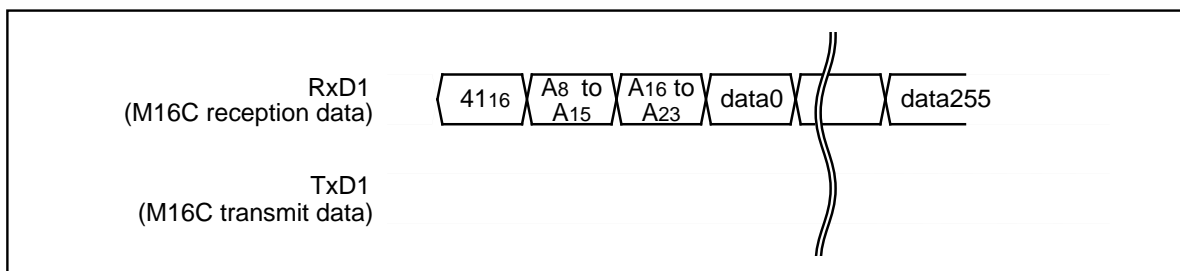 RxD1
(M16C reception data)
4116
A8 to
A15
A16 to
A23
data0
data255
TxD1
(M16C transmit data)